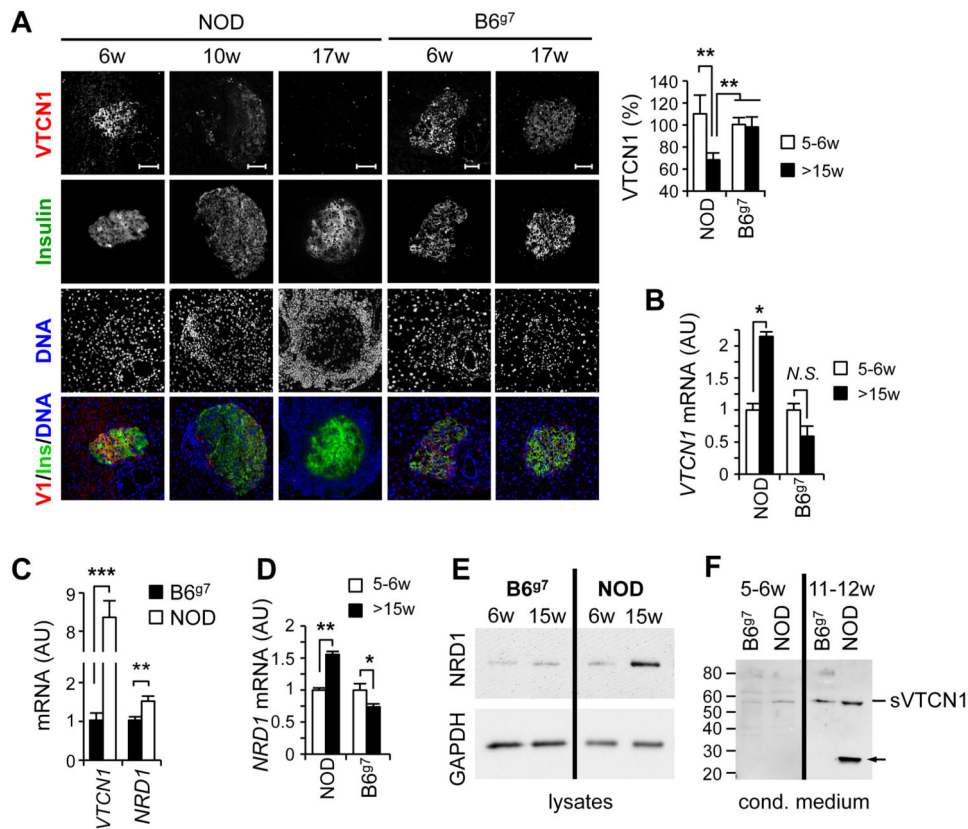 A
NOD
B6g7
6w 10w 17w 6w 17w
VTCN1
Insulin
DNA
V1/Ins/DNA
VTCN1 (%)
140
120
100
80
60
40
**
**
NOD
B6g7
5-6w
>15w
B
VTCN1 mRNA (AU)
2
1.5
1
0.5
0
*
N.S.
NOD
B6g7
5-6w
>15w
C
mRNA (AU)
9
8
2
1
0
***
**
B6g7
NOD
VTCN1
NRD1
D
NRD1 mRNA (AU)
2
1.5
1
0.5
0
**
*
5-6w
>15w
NOD
B6g7
E
B6g7 NOD
6w 15w 6w 15w
NRD1
GAPDH
lysates
F
5-6w 11-12w
B6g7 NOD B6g7 NOD
80
60
50
40
30
20
sVTCN1
cond. medium